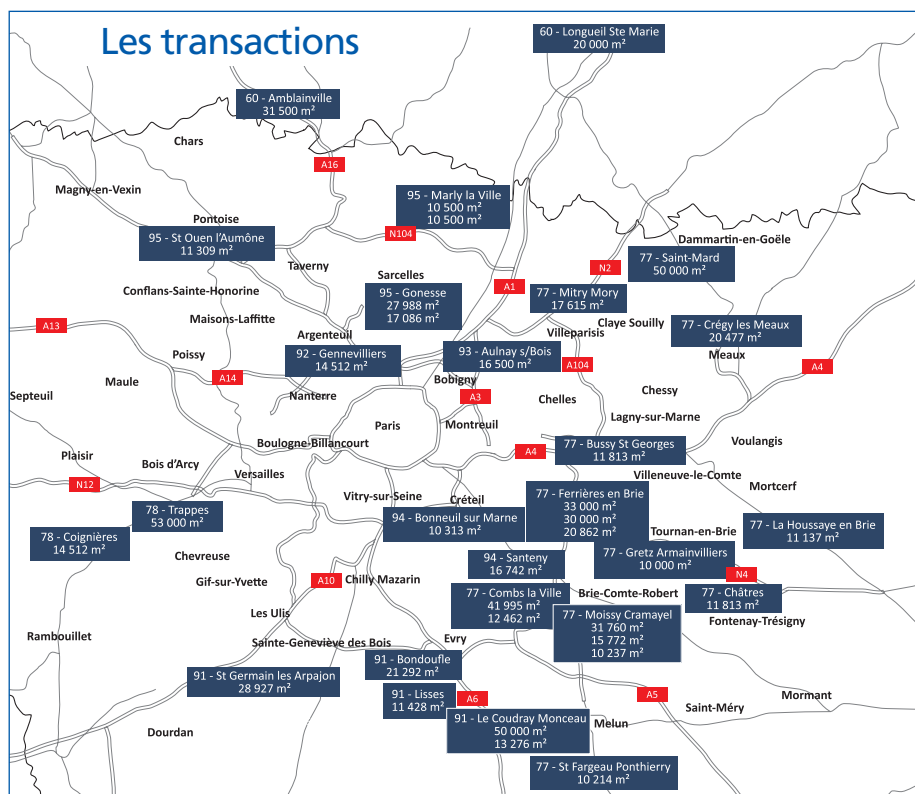 Les transactions
60 - Longueil Ste Marie
20 000 m²
60 - Amblainville
31 500 m²
Chars
A16
Magny-en-Vexin
95 - Marly la Ville
10 500 m²
10 500 m²
Pontoise
N104
95 - St Ouen l'Aumône
11 309 m²
Dammartin-en-Goële
77 - Saint-Mard
50 000 m²
N2
Taverny
Sarcelles
95 - Gonesse
27 988 m²
17 086 m²
A1
77 - Mitry Mory
17 615 m²
Conflans-Sainte-Honorine
Maisons-Laffitte
Claye Souilly
77 - Crégy les Meaux
20 477 m²
A13
Argenteuil
Villeparisis
Poissy
92 - Gennevilliers
14 512 m²
93 - Aulnay s/Bois
16 500 m²
A104
Meaux
A4
A14
Maule
Bobigny
Septeuil
Nanterre
A3
Chelles
Chessy
Lagny-sur-Marne
Paris
Montreuil
Boulogne-Billancourt
A4
77 - Bussy St Georges
11 813 m²
Voulangis
Plaisir
Bois d'Arcy
Versailles
Villeneuve-le-Comte
N12
Mortcerf
Vitry-sur-Seine
Créteil
77 - Ferrières en Brie
33 000 m²
30 000 m²
20 862 m²
78 - Trappes
53 000 m²
94 - Bonneuil sur Marne
10 313 m²
77 - La Houssaye en Brie
11 137 m²
78 - Coignières
14 512 m²
Tournan-en-Brie
Chevreuse
94 - Santeny
16 742 m²
77 - Gretz Armainvilliers
10 000 m²
N4
Gif-sur-Yvette
A10
Chilly Mazarin
77 - Combs la Ville
41 995 m²
12 462 m²
Brie-Comte-Robert
77 - Châtres
11 813 m²
Les Ulis
77 - Moissy Cramayel
31 760 m²
15 772 m²
10 237 m²
Fontenay-Trésigny
Rambouillet
Sainte-Geneviève des Bois
Evry
91 - Bondoufle
21 292 m²
91 - St Germain les Arpajon
28 927 m²
91 - Lisses
11 428 m²
A6
A5
Mormant
Saint-Méry
91 - Le Coudray Monceau
50 000 m²
13 276 m²
Melun
Dourdan
77 - St Fargeau Ponthierry
10 214 m²